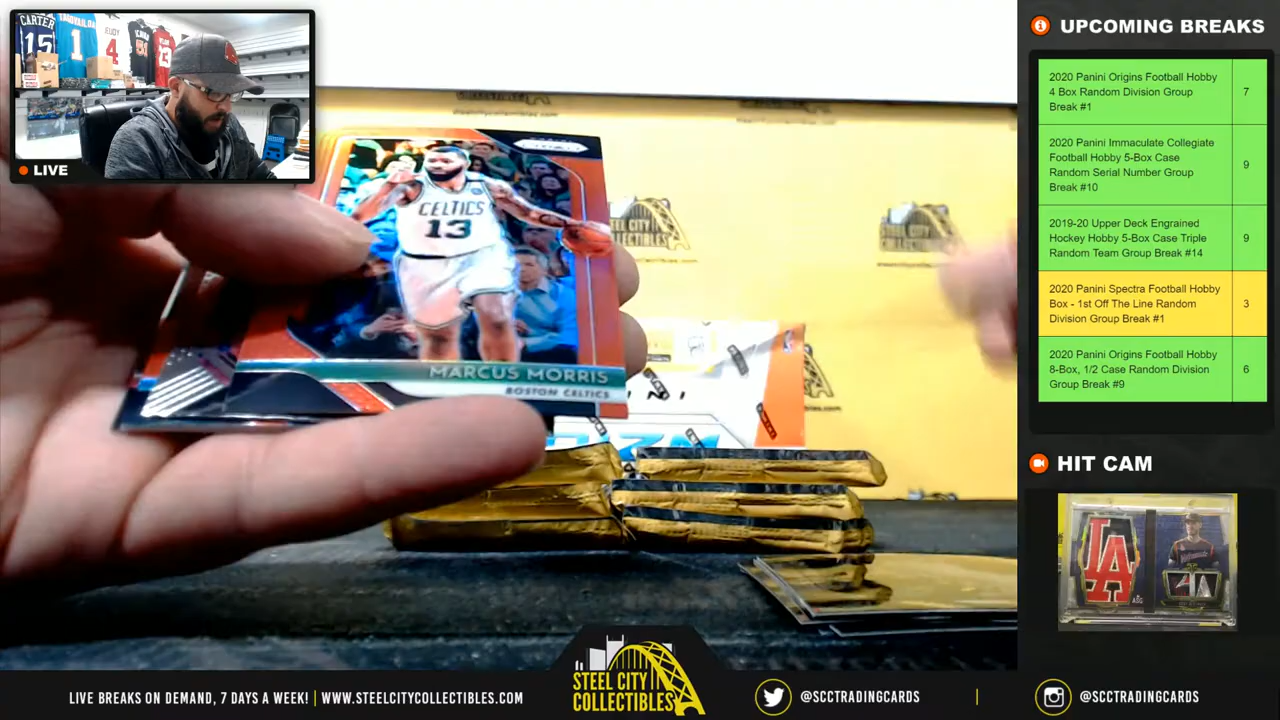 CARTER
15
TAGOVAILOA
1
RUDY
4
LIVE
CELTICS
13
MARCUS MORRIS
BOSTON CELTICS
STEEL CITY
COLLECTIBLES
UPCOMING BREAKS
2020 Panini Origins Football Hobby
4 Box Random Division Group
Break #1
7
2020 Panini Immaculate Collegiate
Football Hobby 5-Box Case
Random Serial Number Group
Break #10
9
2019-20 Upper Deck Engrained
Hockey Hobby 5-Box Case Triple
Random Team Group Break #14
9
2020 Panini Spectra Football Hobby
Box - 1st Off The Line Random
Division Group Break #1
3
2020 Panini Origins Football Hobby
8-Box, 1/2 Case Random Division
Group Break #9
6
HIT CAM
LA
LIVE BREAKS ON DEMAND, 7 DAYS A WEEK! | WWW.STEELCITYCOLLECTIBLES.COM
STEEL CITY
COLLECTIBLES
@SCCTRADINGCARDS
@SCCTRADINGCARDS